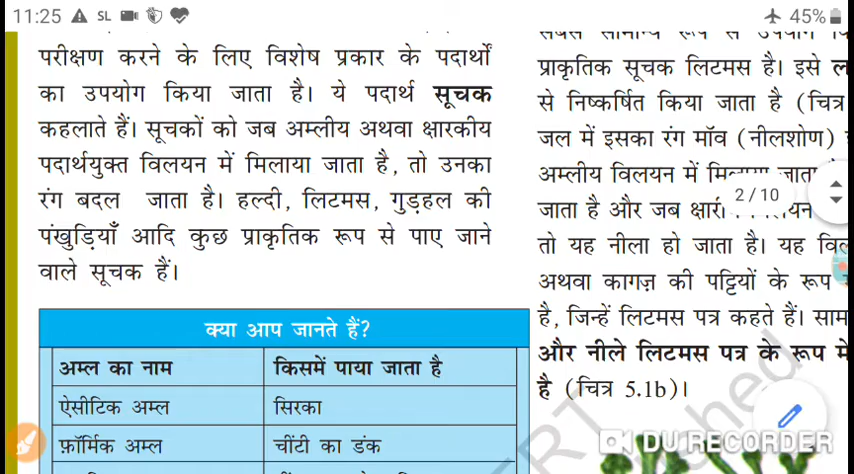 11:25 SL 45%
परीक्षण करने के लिए विशेष प्रकार के पदार्थों
का उपयोग किया जाता है। ये पदार्थ सूचक
कहलाते हैं। सूचकों को जब अम्लीय अथवा क्षारकीय
पदार्थयुक्त विलयन में मिलाया जाता है, तो उनका
रंग बदल जाता है। हल्दी, लिटमस, गुड़हल की
पंखुड़ियाँ आदि कुछ प्राकृतिक रूप से पाए जाने
वाले सूचक हैं।
क्या आप जानते हैं?
अम्ल का नाम किसमें पाया जाता है
ऐसीटिक अम्ल सिरका
फ़ॉर्मिक अम्ल चींटी का डंक
सबसे सामान्य रूप से उपयोग
प्राकृतिक सूचक लिटमस है। इसे
से निष्कर्षित किया जाता है (चित्र
जल में इसका रंग मॉव (नीलशोण)
अम्लीय विलयन में जाता
जाता है और जब
तो यह नीला हो जाता है। यह
अथवा कागज़ की पट्टियों के रूप
है, जिन्हें लिटमस पत्र कहते हैं।
और नीले लिटमस पत्र के रूप में
है (चित्र 5.1b)।
2/10
DU RECORDER